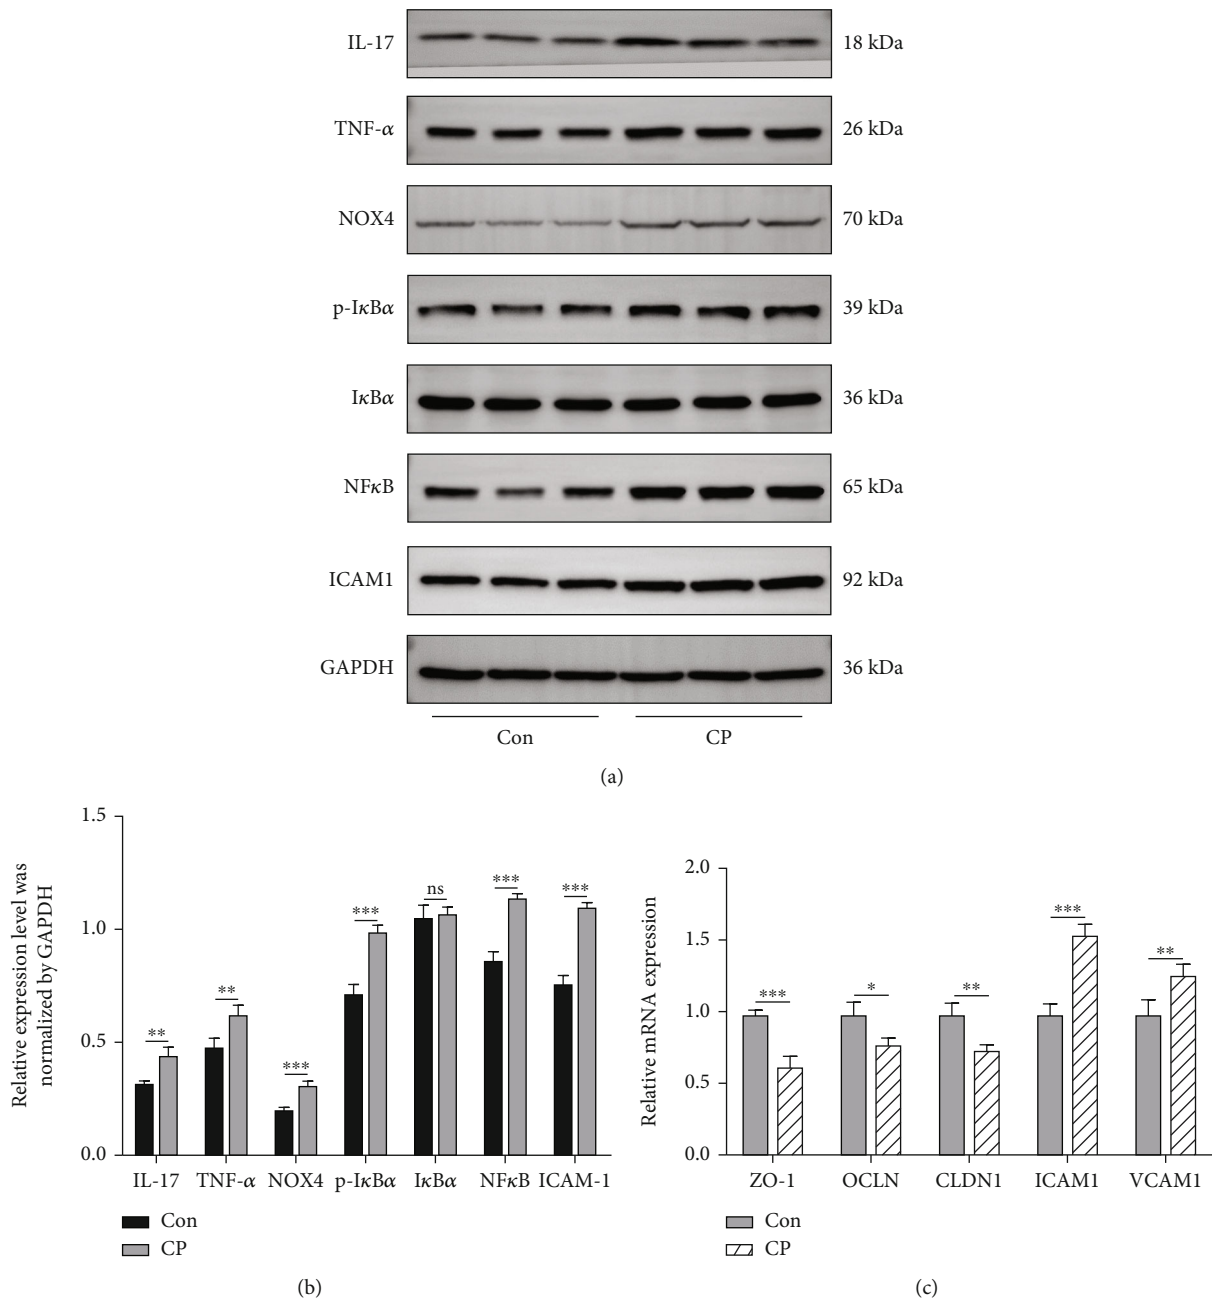 IL-17 18 kDa
TNF-α 26 kDa
NOX4 70 kDa
p-IκBα 39 kDa
IκBα 36 kDa
NFκB 65 kDa
ICAM1 92 kDa
GAPDH 36 kDa
Con CP
(a)
Relative expression level was
normalized by GAPDH
1.5
1.0
0.5
0.0
** ** *** *** ns *** ***
IL-17 TNF-α NOX4 p-IκBα IκBα NFκB ICAM-1
Con
CP
(b)
Relative mRNA expression
2.0
1.5
1.0
0.5
0.0
*** * ** *** **
ZO-1 OCLN CLDN1 ICAM1 VCAM1
Con
CP
(c)